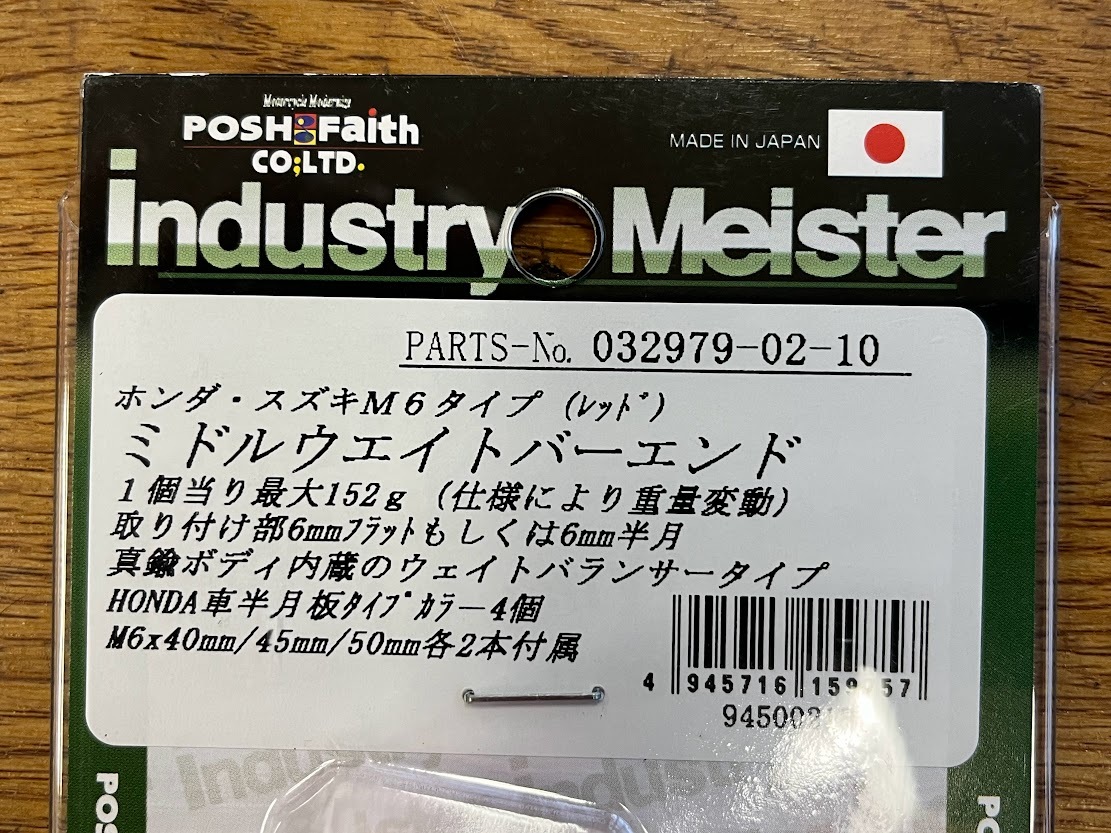 Motorcycle Modernize
POSH Faith
CO;LTD.
MADE IN JAPAN
industry Meister
PARTS-No. 032979-02-10
ホンダ・スズキM6タイプ (ﾚｯﾄﾞ)
ミドルウエイトバーエンド
1個当り最大152g (仕様により重量変動)
取り付け部6mmﾌﾗｯﾄもしくは6mm半月
真鍮ボディ内蔵のウェイトバランサータイプ
HONDA車半月板ﾀｲﾌﾟｶﾗｰ4個
M6x40mm/45mm/50mm各2本付属
4 945716
Industry
industry
POS
PO